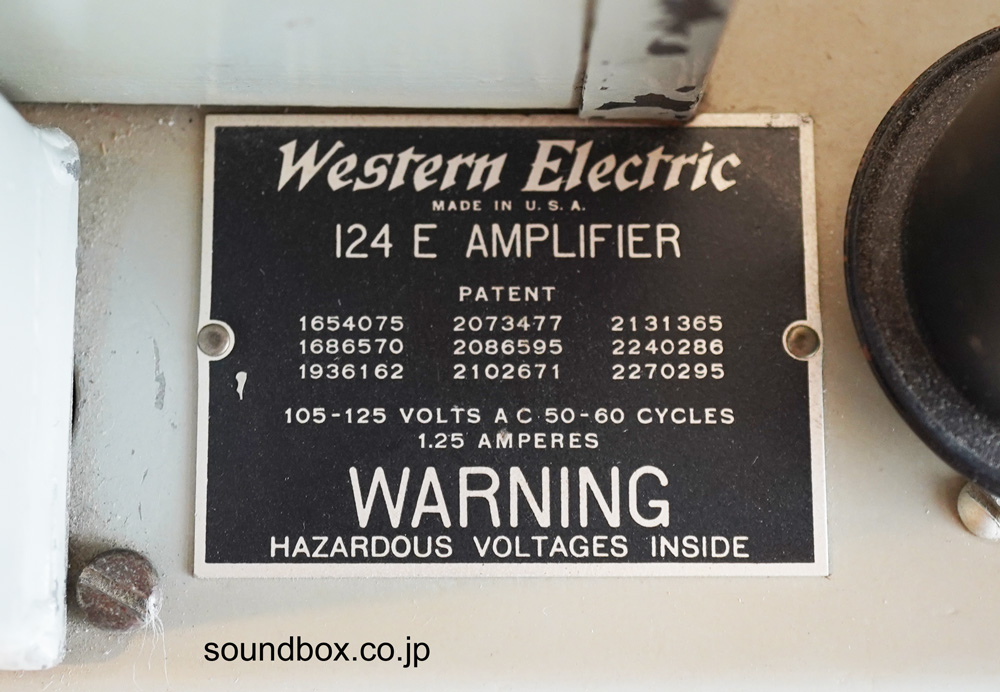 Western Electric
MADE IN U. S. A.
124 E AMPLIFIER
PATENT
1654075 2073477 2131365
1686570 2086595 2240286
1936162 2102671 2270295
105-125 VOLTS A C 50-60 CYCLES
1.25 AMPERES
WARNING
HAZARDOUS VOLTAGES INSIDE
soundbox.co.jp